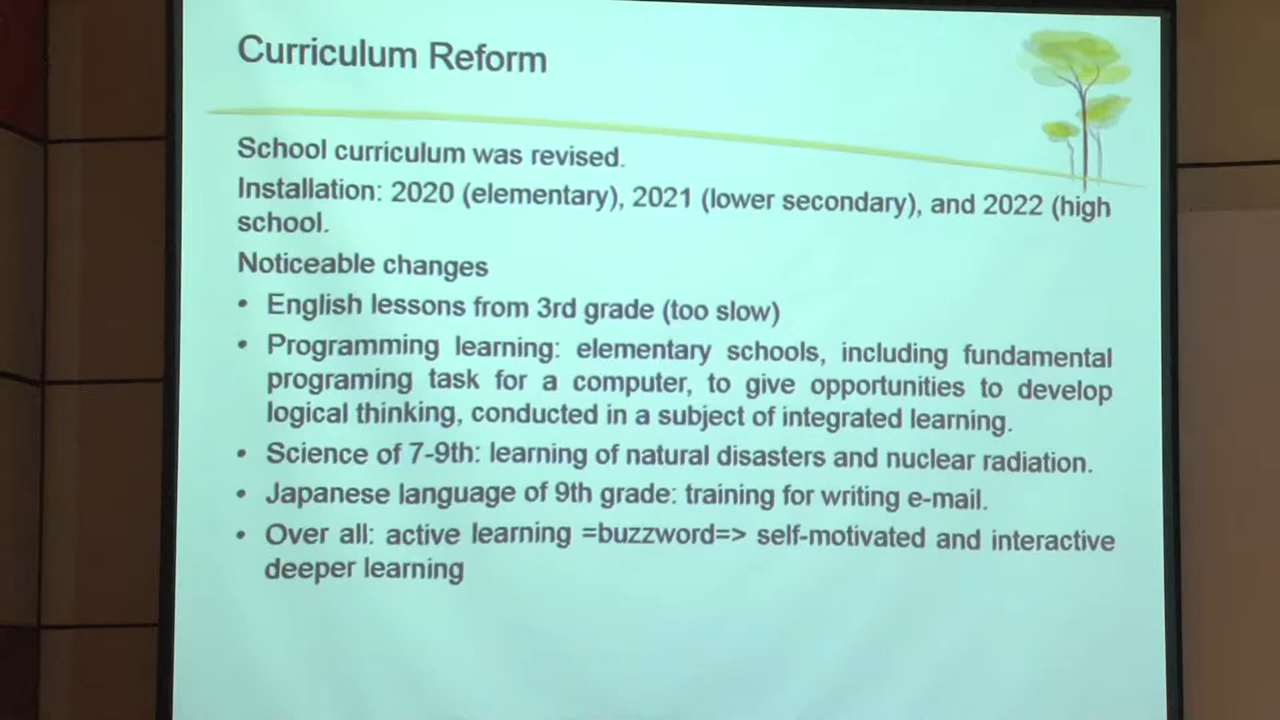 Curriculum Reform
School curriculum was revised.
Installation: 2020 (elementary), 2021 (lower secondary), and 2022 (high
school.
Noticeable changes
• English lessons from 3rd grade (too slow)
• Programming learning: elementary schools, including fundamental
programing task for a computer, to give opportunities to develop
logical thinking, conducted in a subject of integrated learning.
• Science of 7-9th: learning of natural disasters and nuclear radiation.
• Japanese language of 9th grade: training for writing e-mail.
• Over all: active learning =buzzword=> self-motivated and interactive
deeper learning